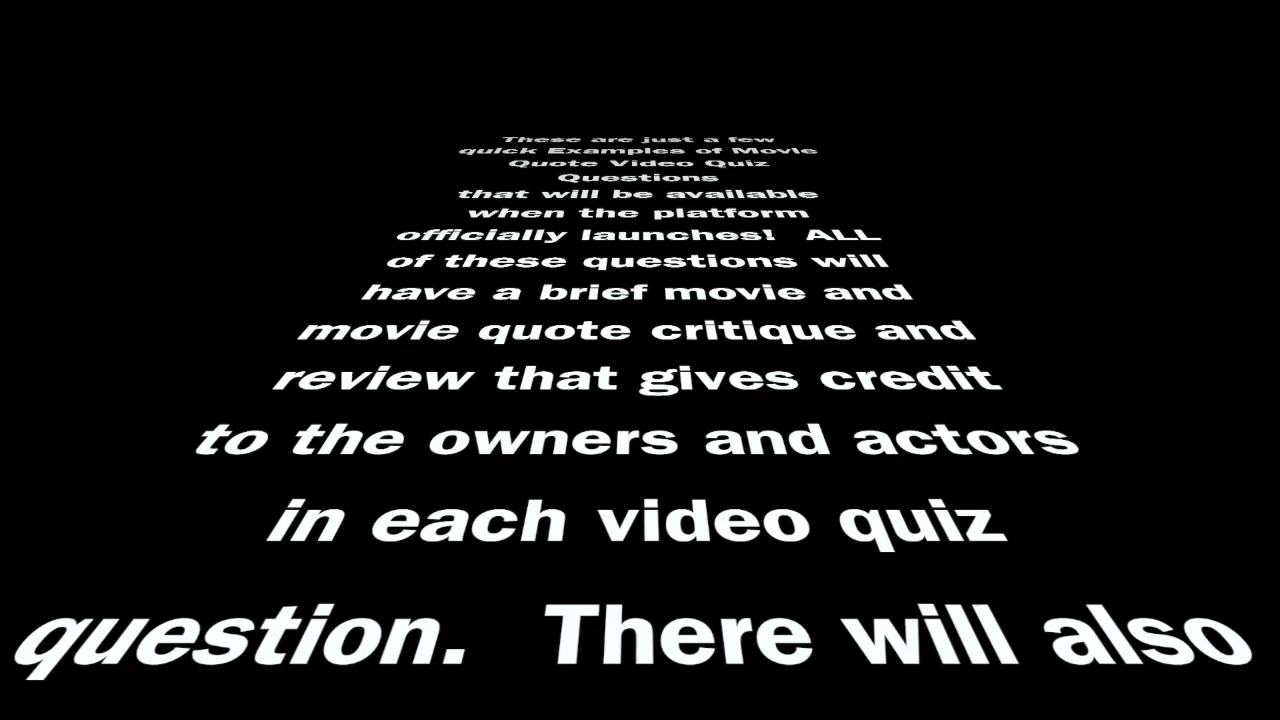 These are just a few
quick Examples of Movie
Quote Video Quiz
Questions
that will be available
when the platform
officially launches!  ALL
of these questions will
have a brief movie and
movie quote critique and
review that gives credit
to the owners and actors
in each video quiz
question.  There will also